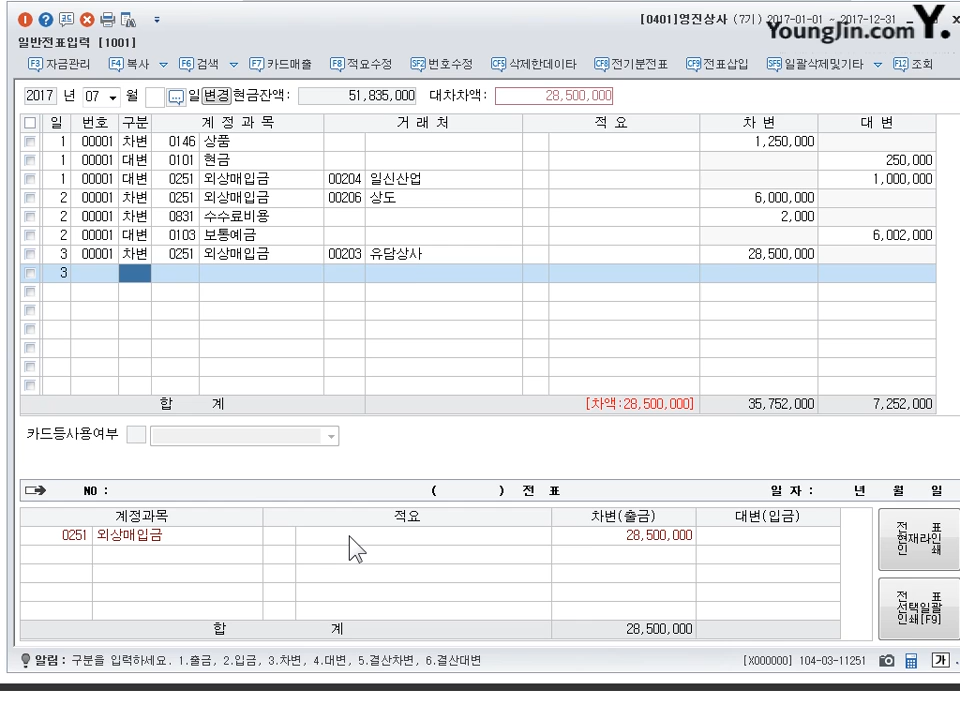 [0401]영진상사 (7기) 2017-01-01 ~ 2017-12-31
YoungJin.com Y.
일반전표입력 [1001]
F3 자금관리 F4 복사 F6 검색 F7 카드매출 F8 적요수정 SF2 번호수정 CF5 삭제한데이타 CF8 전기분전표 CF9 전표삽입 SF5 일괄삭제및기타 F12 조회
2017 년 07 월 일 변경 현금잔액: 51,835,000 대차차액: 28,500,000
일 번호 구분 계 정 과 목 거 래 처 적 요 차 변 대 변
1 00001 차변 0146 상품 1,250,000
1 00001 대변 0101 현금 250,000
1 00001 대변 0251 외상매입금 00204 일신산업 1,000,000
2 00001 차변 0251 외상매입금 00206 상도 6,000,000
2 00001 차변 0831 수수료비용 2,000
2 00001 대변 0103 보통예금 6,002,000
3 00001 차변 0251 외상매입금 00203 유담상사 28,500,000
3
합 계 [차액:28,500,000] 35,752,000 7,252,000
카드등사용여부
NO : ( ) 전 표 일 자 : 년 월 일
계정과목 적요 차변(출금) 대변(입금)
0251 외상매입금 28,500,000
합 계 28,500,000
전 표
현재라인
인 쇄
전 표
선택일괄
인쇄[F9]
알림 : 구분을 입력하세요. 1.출금, 2.입금, 3.차변, 4.대변, 5.결산차변, 6.결산대변 [X000000] 104-03-11251 가